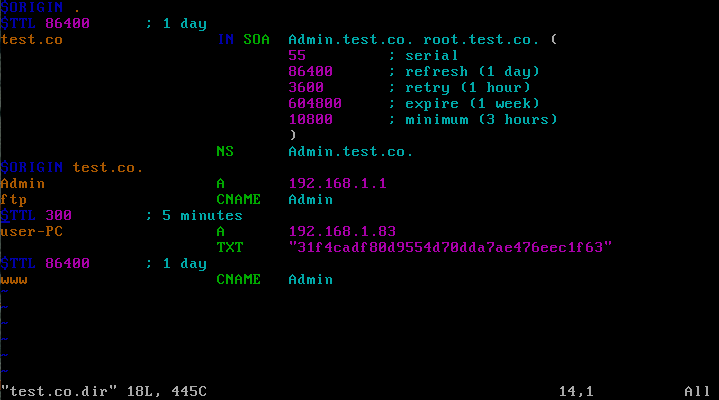 $ORIGIN .
$TTL 86400 ; 1 day
test.co IN SOA Admin.test.co. root.test.co. (
55 ; serial
86400 ; refresh (1 day)
3600 ; retry (1 hour)
604800 ; expire (1 week)
10800 ; minimum (3 hours)
)
NS Admin.test.co.
$ORIGIN test.co.
Admin A 192.168.1.1
ftp CNAME Admin
$TTL 300 ; 5 minutes
user-PC A 192.168.1.83
TXT "31f4cadf80d9554d70dda7ae476eec1f63"
$TTL 86400 ; 1 day
www CNAME Admin
~
~
~
~
~
~
"test.co.dir" 18L, 445C 14,1 All